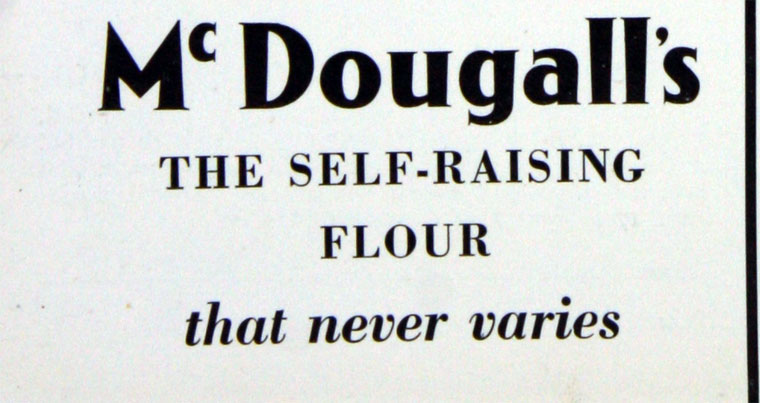 McDougall's
THE SELF-RAISING
FLOUR
that never varies